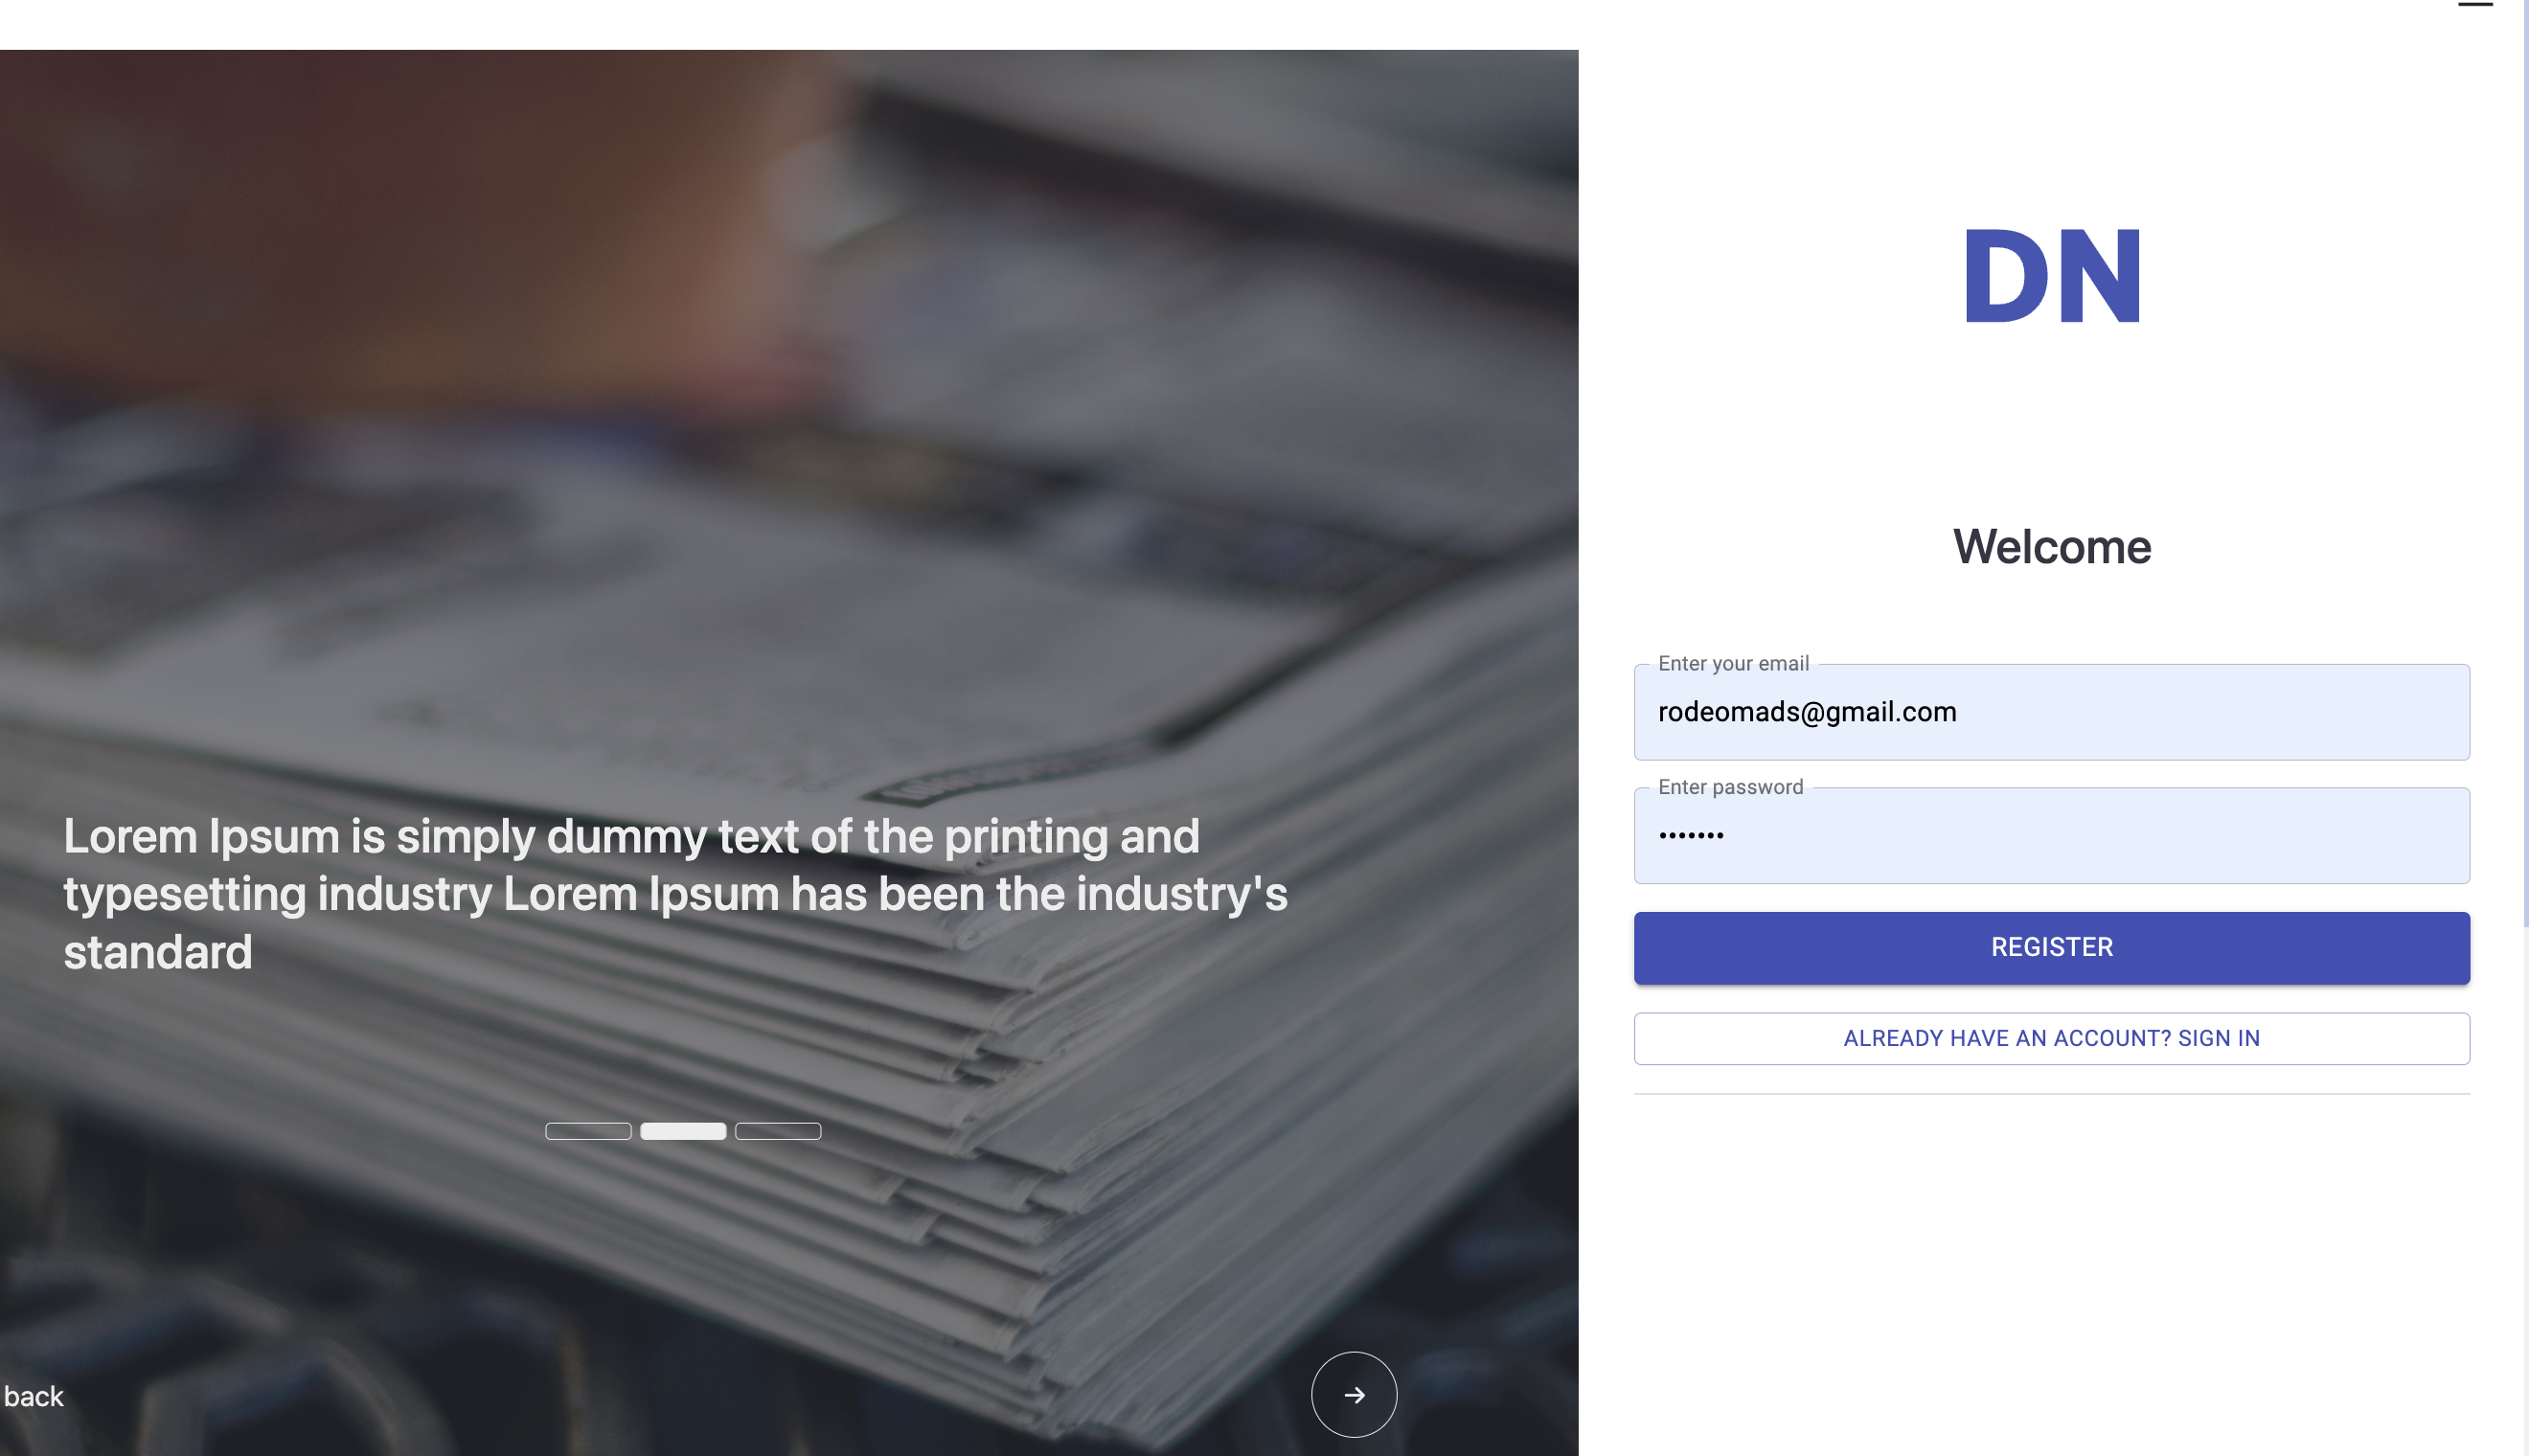 DN
Welcome
Enter your email
rodeomads@gmail.com
Enter password
•••••••
REGISTER
ALREADY HAVE AN ACCOUNT? SIGN IN
Lorem Ipsum is simply dummy text of the printing and
typesetting industry Lorem Ipsum has been the industry's
standard
back